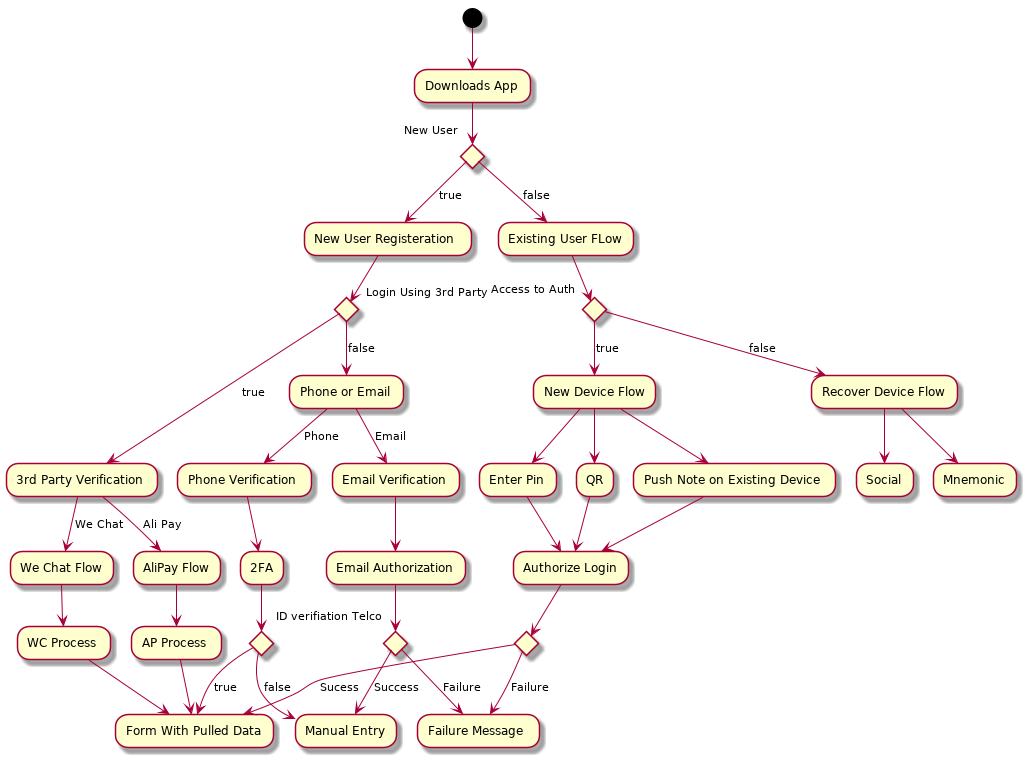 Downloads App
New User
true
false
New User Registeration
Existing User FLow
Login Using 3rd Party
Access to Auth
false
true
false
true
Phone or Email
New Device Flow
Recover Device Flow
Phone
Email
3rd Party Verification
Phone Verification
Email Verification
Enter Pin
QR
Push Note on Existing Device
Social
Mnemonic
We Chat
Ali Pay
We Chat Flow
AliPay Flow
2FA
Email Authorization
Authorize Login
ID verifiation Telco
WC Process
AP Process
true
false
Sucess
Success
Failure
Failure
Form With Pulled Data
Manual Entry
Failure Message